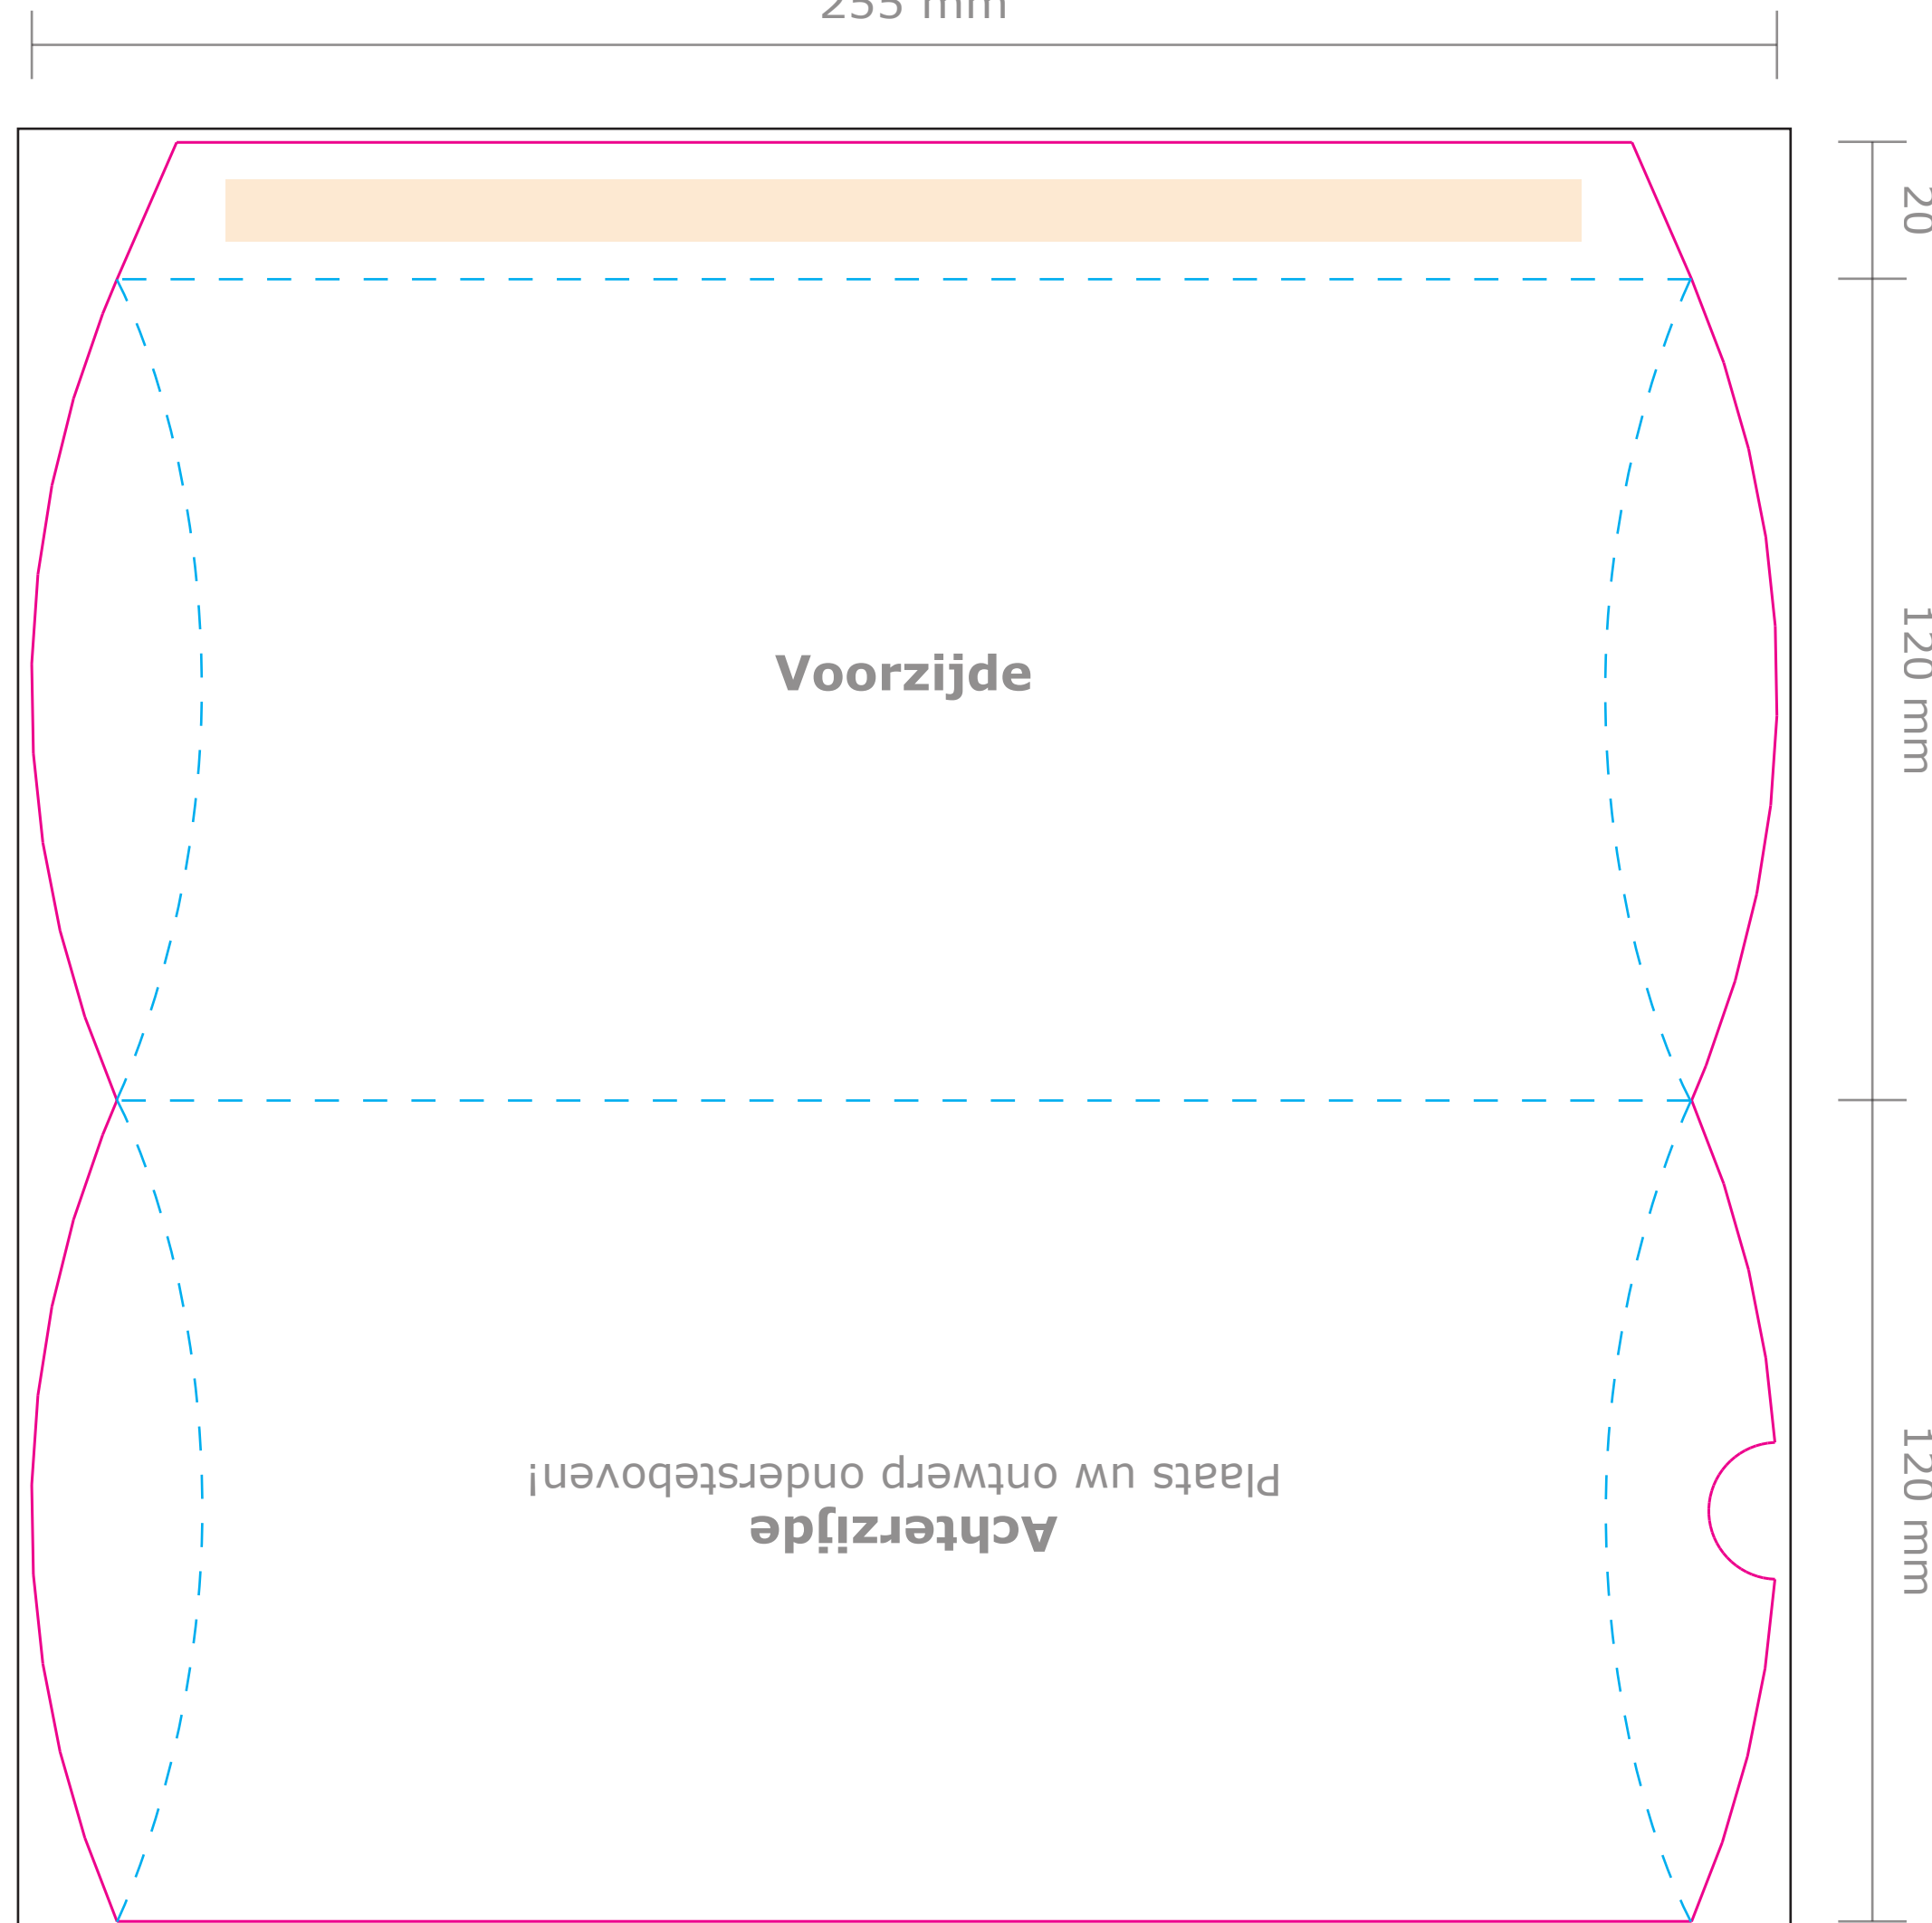 255 mm
20
120 mm
Voorzijde
120 mm
Achterzijde
Plaats uw ontwerp ondersteboven!